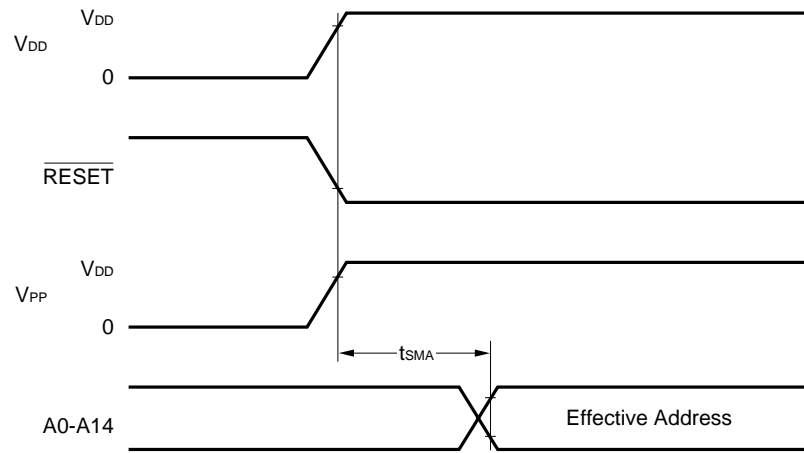 VDD
VDD
0
RESET
VDD
VPP
0
tSMA
A0-A14
Effective Address